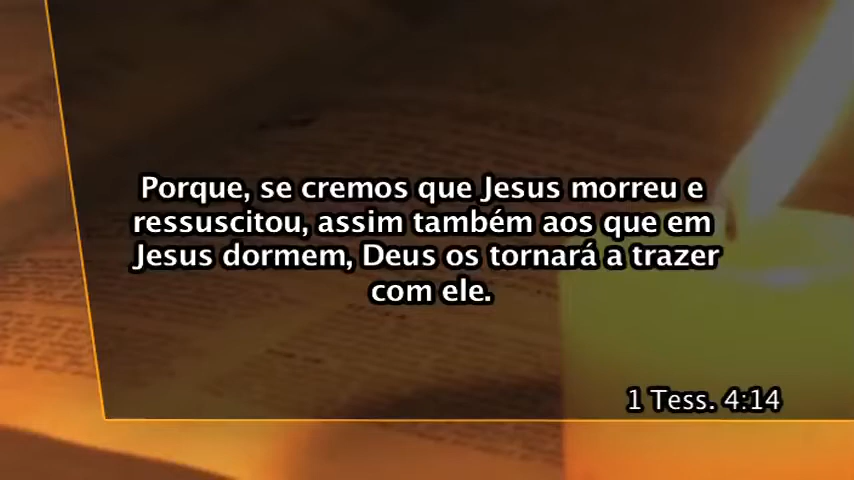 Porque, se cremos que Jesus morreu e
ressuscitou, assim também aos que em
Jesus dormem, Deus os tornará a trazer
com ele.
1 Tess. 4:14